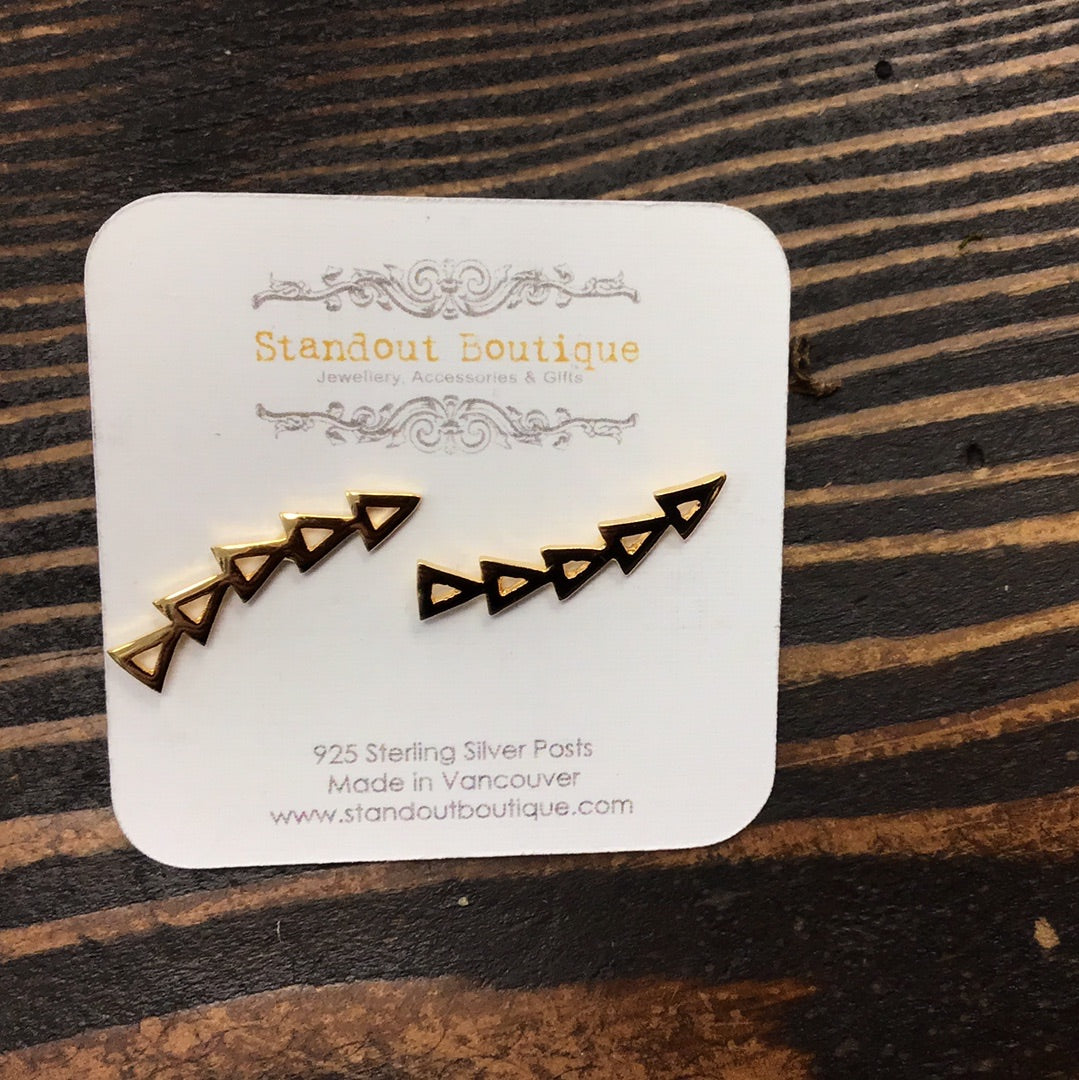 Standout Boutique
Jewellery, Accessories & Gifts
925 Sterling Silver Posts
Made in Vancouver
www.standoutboutique.com